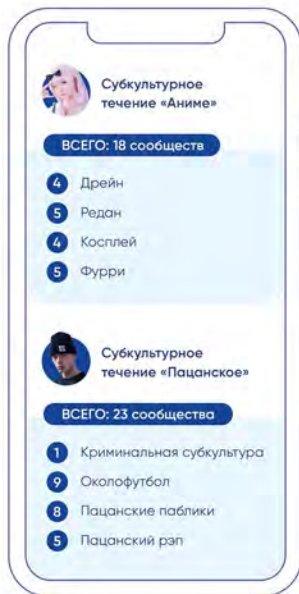 Субкультурное
течение «Аниме»
ВСЕГО: 18 сообществ
4 Дрейн
5 Редан
4 Косплей
5 Фурри
Субкультурное
течение «Пацанское»
ВСЕГО: 23 сообщества
1 Криминальная субкультура
9 Околофутбол
8 Пацанские паблики
5 Пацанский рэп